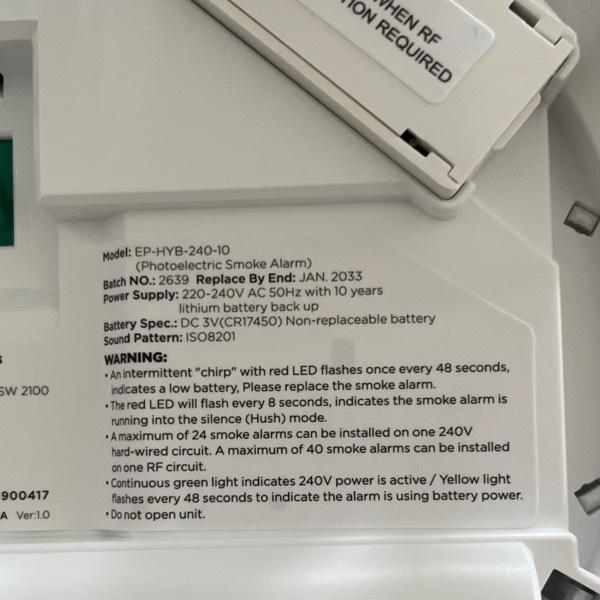 WHEN RF
TION REQUIRED
Model: EP-HYB-240-10
(Photoelectric Smoke Alarm)
Batch NO.: 2639 Replace By End: JAN. 2033
Power Supply: 220-240V AC 50Hz with 10 years
lithium battery back up
Battery Spec.: DC 3V(CR17450) Non-replaceable battery
Sound Pattern: ISO8201
WARNING:
• An intermittent "chirp" with red LED flashes once every 48 seconds,
indicates a low battery, Please replace the smoke alarm.
• The red LED will flash every 8 seconds, indicates the smoke alarm is
running into the silence (Hush) mode.
• A maximum of 24 smoke alarms can be installed on one 240V
hard-wired circuit. A maximum of 40 smoke alarms can be installed
on one RF circuit.
• Continuous green light indicates 240V power is active / Yellow light
flashes every 48 seconds to indicate the alarm is using battery power.
• Do not open unit.
SW 2100
900417
A Ver:1.0